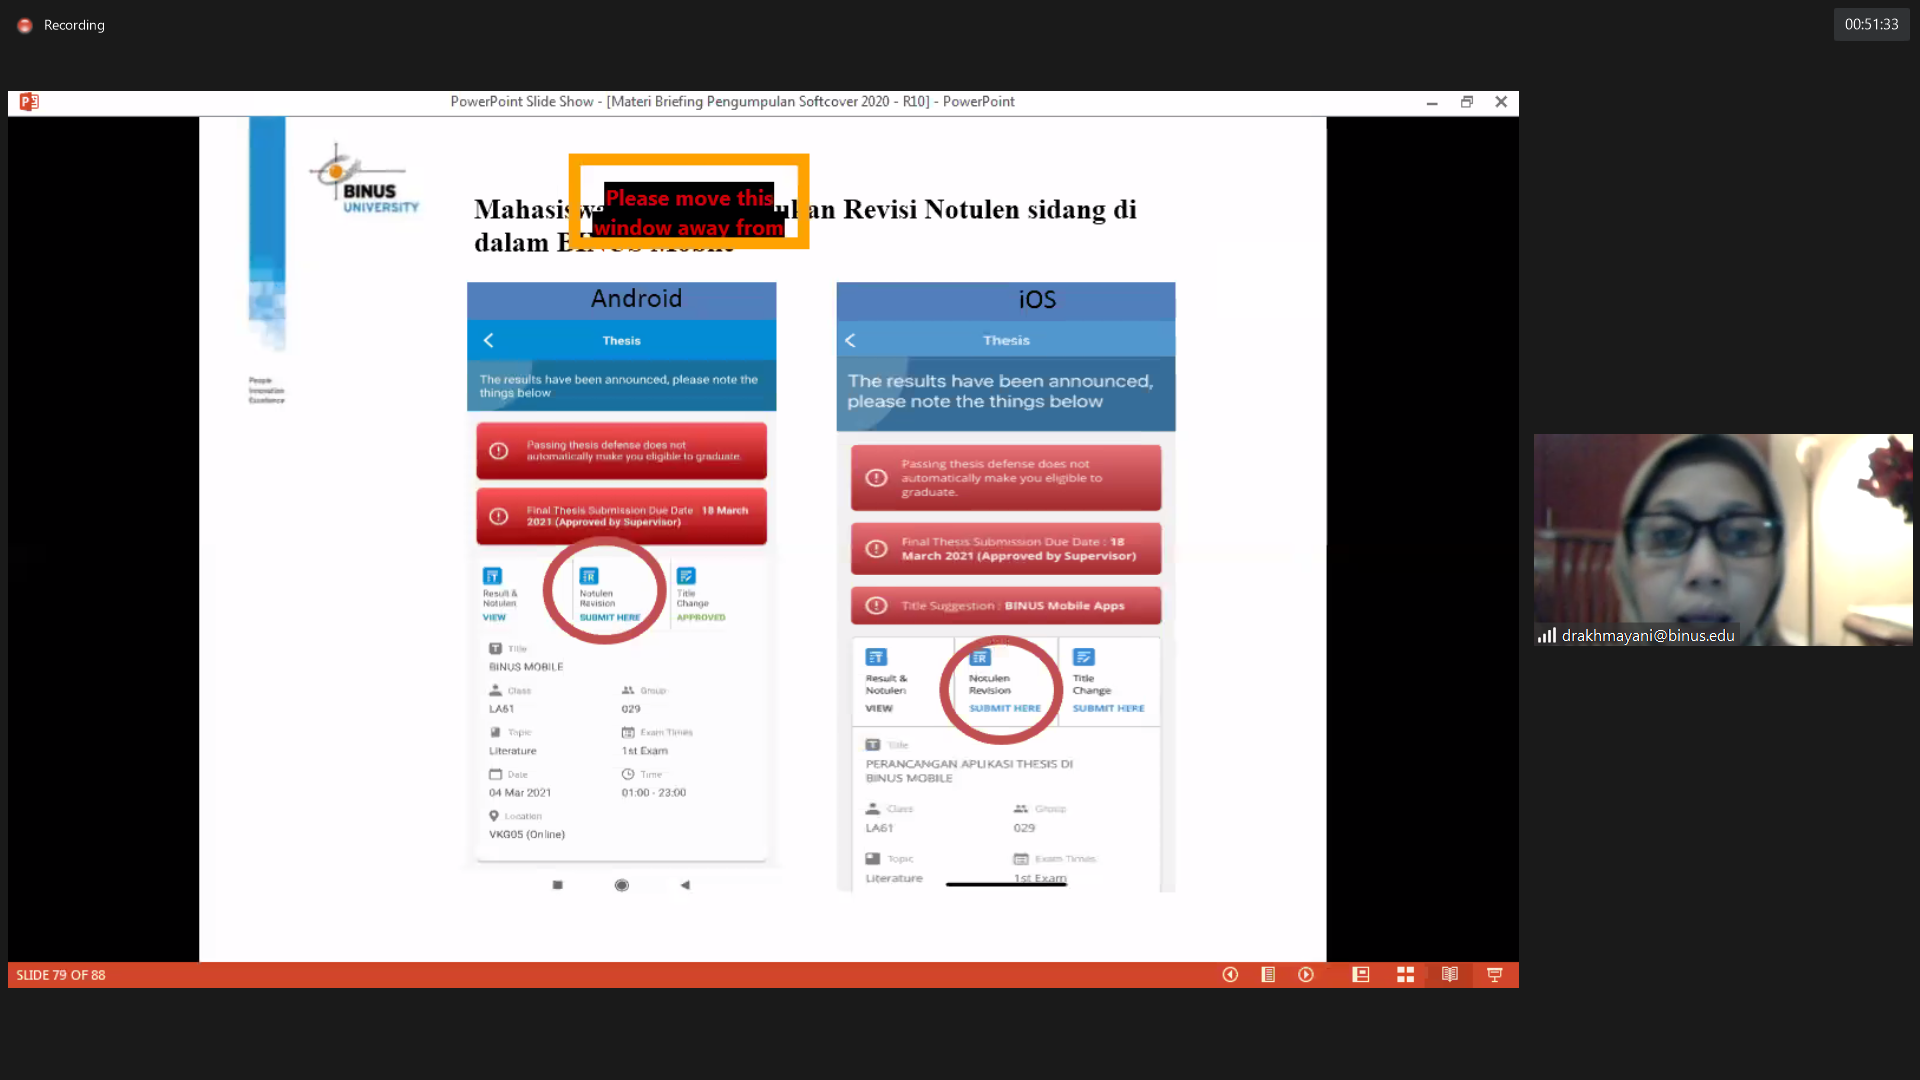 Recording
00:51:33
PowerPoint Slide Show - [Materi Briefing Pengumpulan Softcover 2020 - R10] - PowerPoint
BINUS
UNIVERSITY
People
Innovation
Excellence
Please move this
window away from
Revisi Notulen sidang di
dalam
Android
Thesis
The results have been announced, please note the
things below
Passing thesis defense does not
automatically make you eligible to graduate.
Final Thesis Submission Due Date : 18 March
2021 (Approved by Supervisor)
Result &
Notulen
VIEW
Notulen
Revision
SUBMIT HERE
Title
Change
APPROVED
Title
BINUS MOBILE
Class
LA61
Group
029
Topic
Literature
Exam Times
1st Exam
Date
04 Mar 2021
Time
01:00 - 23:00
Location
VKG05 (Online)
iOS
Thesis
The results have been announced,
please note the things below
Passing thesis defense does not
automatically make you eligible to
graduate.
Final Thesis Submission Due Date : 18
March 2021 (Approved by Supervisor)
Title Suggestion : BINUS Mobile Apps
Result &
Notulen
VIEW
Notulen
Revision
SUBMIT HERE
Title
Change
SUBMIT HERE
Title
PERANCANGAN APLIKASI THESIS DI
BINUS MOBILE
Class
LA61
Group
029
Topic
Literature
Exam Times
1st Exam
drakhmayani@binus.edu
SLIDE 79 OF 88